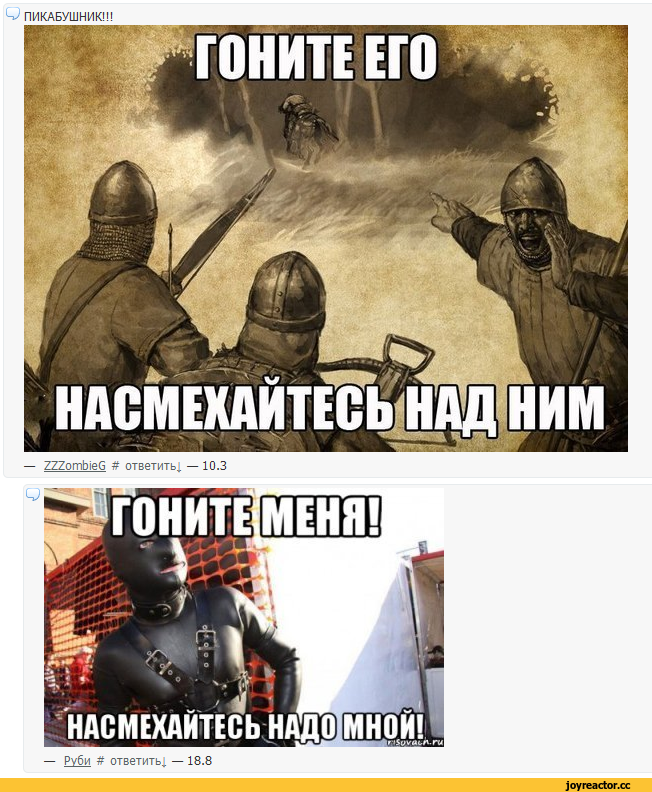 ПИКАБУШНИК!!!
ГОНИТЕ ЕГО
НАСМЕХАЙТЕСЬ НАД НИМ
— ZZZombieG # ответить↓ — 10.3
ГОНИТЕ МЕНЯ!
НАСМЕХАЙТЕСЬ НАДО МНОЙ!
risovach.ru
— Руби # ответить↓ — 18.8
joyreactor.cc